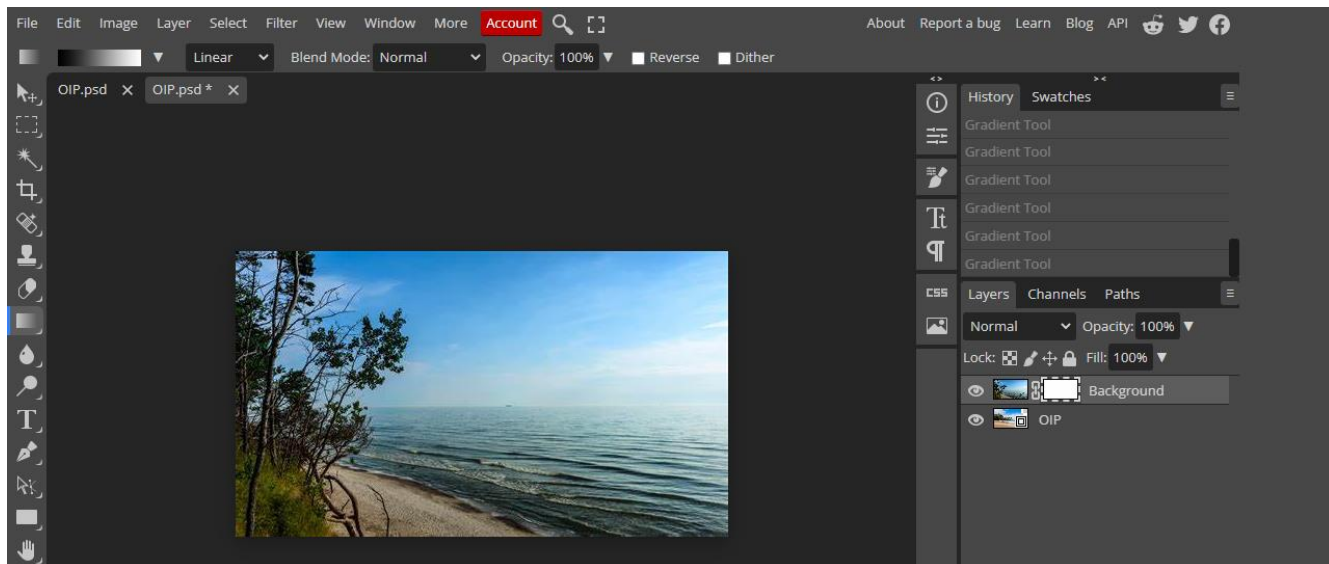 File Edit Image Layer Select Filter View Window More Account About Report a bug Learn Blog API
Linear Blend Mode: Normal Opacity: 100% Reverse Dither
OIP.psd OIP.psd *
History Swatches
Gradient Tool
Gradient Tool
Gradient Tool
Gradient Tool
Gradient Tool
Gradient Tool
CSS
Layers Channels Paths
Normal Opacity: 100%
Lock: Fill: 100%
Background
OIP